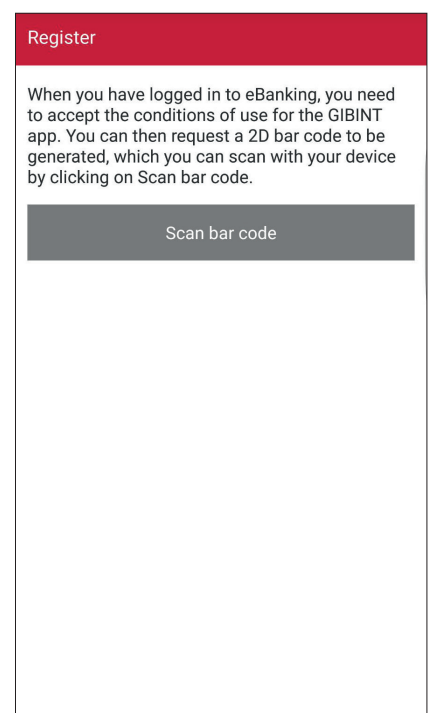 Register
When you have logged in to eBanking, you need
to accept the conditions of use for the GIBINT
app. You can then request a 2D bar code to be
generated, which you can scan with your device
by clicking on Scan bar code.
Scan bar code